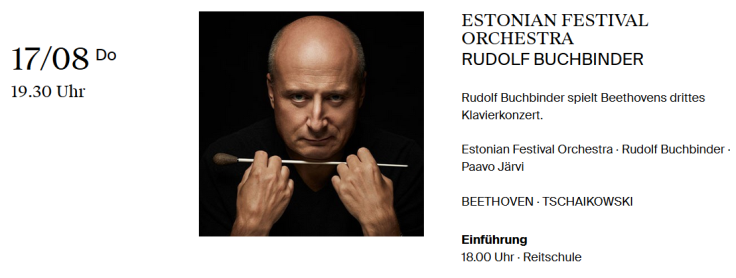 17/08 Do
19.30 Uhr
ESTONIAN FESTIVAL
ORCHESTRA
RUDOLF BUCHBINDER
Rudolf Buchbinder spielt Beethovens drittes
Klavierkonzert.
Estonian Festival Orchestra · Rudolf Buchbinder ·
Paavo Järvi
BEETHOVEN · TSCHAIKOWSKI
Einführung
18.00 Uhr · Reitschule